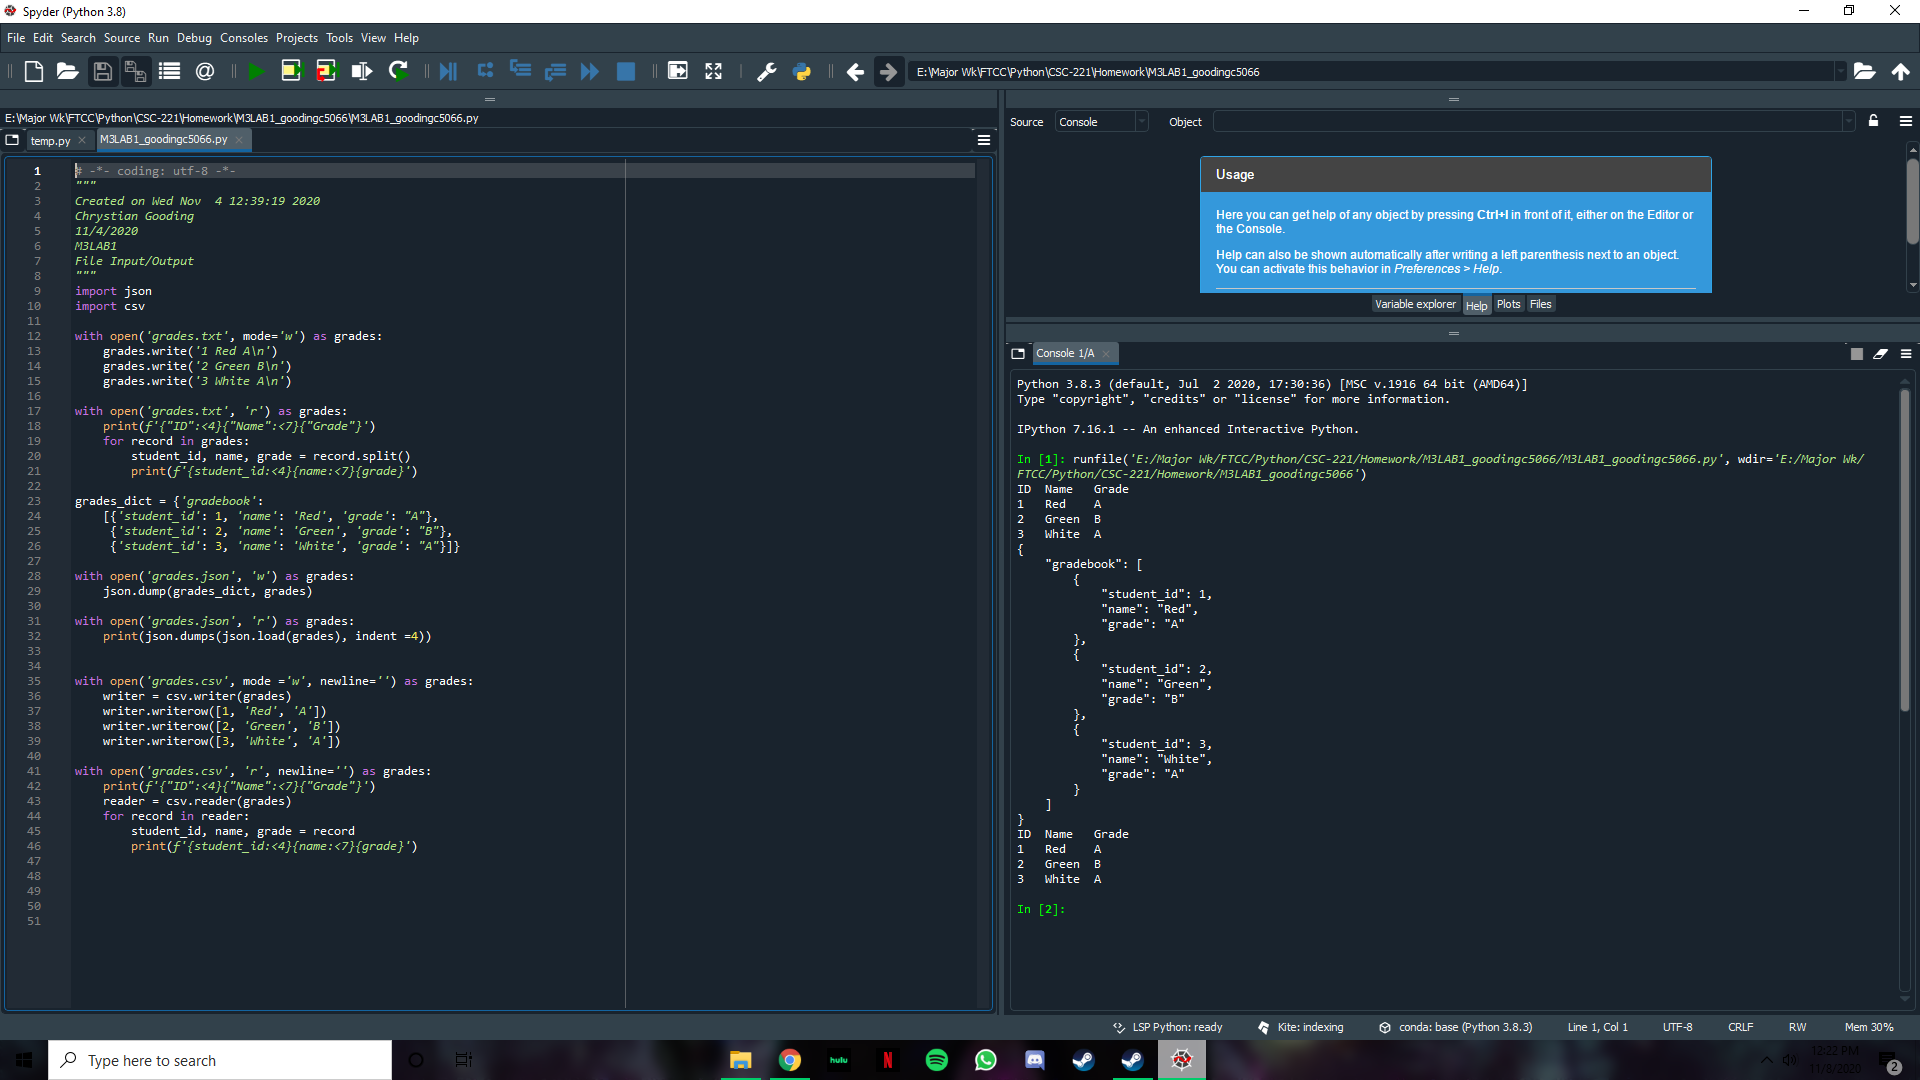 Spyder (Python 3.8)
File Edit Search Source Run Debug Consoles Projects Tools View Help
E:\Major Wk\FTCC\Python\CSC-221\Homework\M3LAB1_goodingc5066
E:\Major Wk\FTCC\Python\CSC-221\Homework\M3LAB1_goodingc5066\M3LAB1_goodingc5066.py
temp.py
M3LAB1_goodingc5066.py
1 # -*- coding: utf-8 -*-
2 """
3 Created on Wed Nov  4 12:39:19 2020
4 Chrystian Gooding
5 11/4/2020
6 M3LAB1
7 File Input/Output
8 """
9 import json
10 import csv
11
12 with open('grades.txt', mode='w') as grades:
13     grades.write('1 Red A\n')
14     grades.write('2 Green B\n')
15     grades.write('3 White A\n')
16
17 with open('grades.txt', 'r') as grades:
18     print(f'{"ID":<4}{"Name":<7}{"Grade"}')
19     for record in grades:
20         student_id, name, grade = record.split()
21         print(f'{student_id:<4}{name:<7}{grade}')
22
23 grades_dict = {'gradebook':
24     [{'student_id': 1, 'name': 'Red', 'grade': "A"},
25      {'student_id': 2, 'name': 'Green', 'grade': "B"},
26      {'student_id': 3, 'name': 'White', 'grade': "A"}]}
27
28 with open('grades.json', 'w') as grades:
29     json.dump(grades_dict, grades)
30
31 with open('grades.json', 'r') as grades:
32     print(json.dumps(json.load(grades), indent =4))
33
34
35 with open('grades.csv', mode ='w', newline='') as grades:
36     writer = csv.writer(grades)
37     writer.writerow([1, 'Red', 'A'])
38     writer.writerow([2, 'Green', 'B'])
39     writer.writerow([3, 'White', 'A'])
40
41 with open('grades.csv', 'r', newline='') as grades:
42     print(f'{"ID":<4}{"Name":<7}{"Grade"}')
43     reader = csv.reader(grades)
44     for record in reader:
45         student_id, name, grade = record
46         print(f'{student_id:<4}{name:<7}{grade}')
47
48
49
50
51
Source Console Object
Usage
Here you can get help of any object by pressing Ctrl+I in front of it, either on the Editor or
the Console.
Help can also be shown automatically after writing a left parenthesis next to an object.
You can activate this behavior in Preferences > Help.
Variable explorer Help Plots Files
Console 1/A
Python 3.8.3 (default, Jul  2 2020, 17:30:36) [MSC v.1916 64 bit (AMD64)]
Type "copyright", "credits" or "license" for more information.
IPython 7.16.1 -- An enhanced Interactive Python.
In [1]: runfile('E:/Major Wk/FTCC/Python/CSC-221/Homework/M3LAB1_goodingc5066/M3LAB1_goodingc5066.py', wdir='E:/Major Wk/
FTCC/Python/CSC-221/Homework/M3LAB1_goodingc5066')
ID  Name   Grade
1   Red    A
2   Green  B
3   White  A
{
    "gradebook": [
        {
            "student_id": 1,
            "name": "Red",
            "grade": "A"
        },
        {
            "student_id": 2,
            "name": "Green",
            "grade": "B"
        },
        {
            "student_id": 3,
            "name": "White",
            "grade": "A"
        }
    ]
}
ID  Name   Grade
1   Red    A
2   Green  B
3   White  A
In [2]:
LSP Python: ready Kite: indexing conda: base (Python 3.8.3) Line 1, Col 1 UTF-8 CRLF RW Mem 30%
Type here to search
hulu
N
12:22 PM
11/8/2020
2